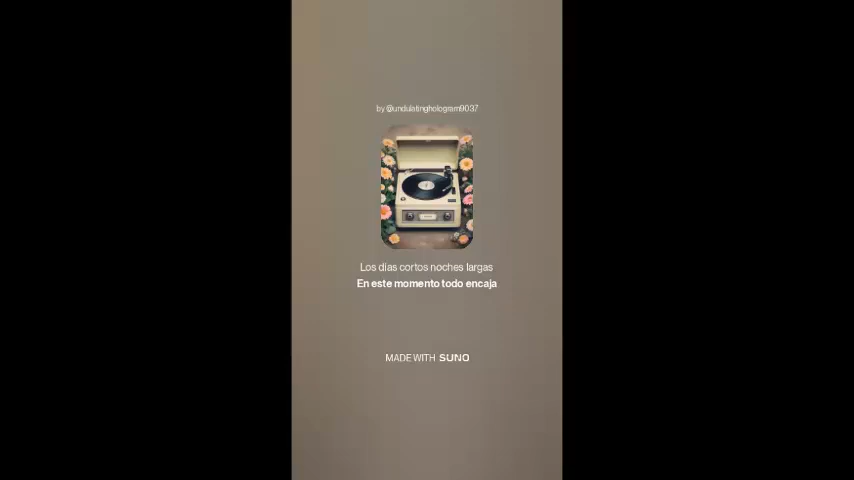 by @undulatinghologram9037
Los días cortos noches largas
En este momento todo encaja
MADE WITH SUNO